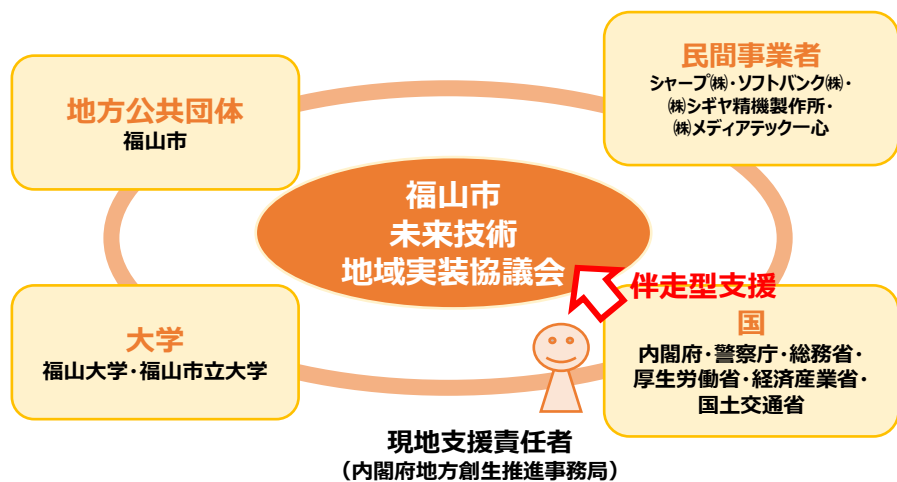 地方公共団体
福山市
民間事業者
シャープ㈱・ソフトバンク㈱・
㈱シギヤ精機製作所・
㈱メディアテック一心
福山市
未来技術
地域実装協議会
伴走型支援
大学
福山大学・福山市立大学
国
内閣府・警察庁・総務省・
厚生労働省・経済産業省・
国土交通省
現地支援責任者
（内閣府地方創生推進事務局）